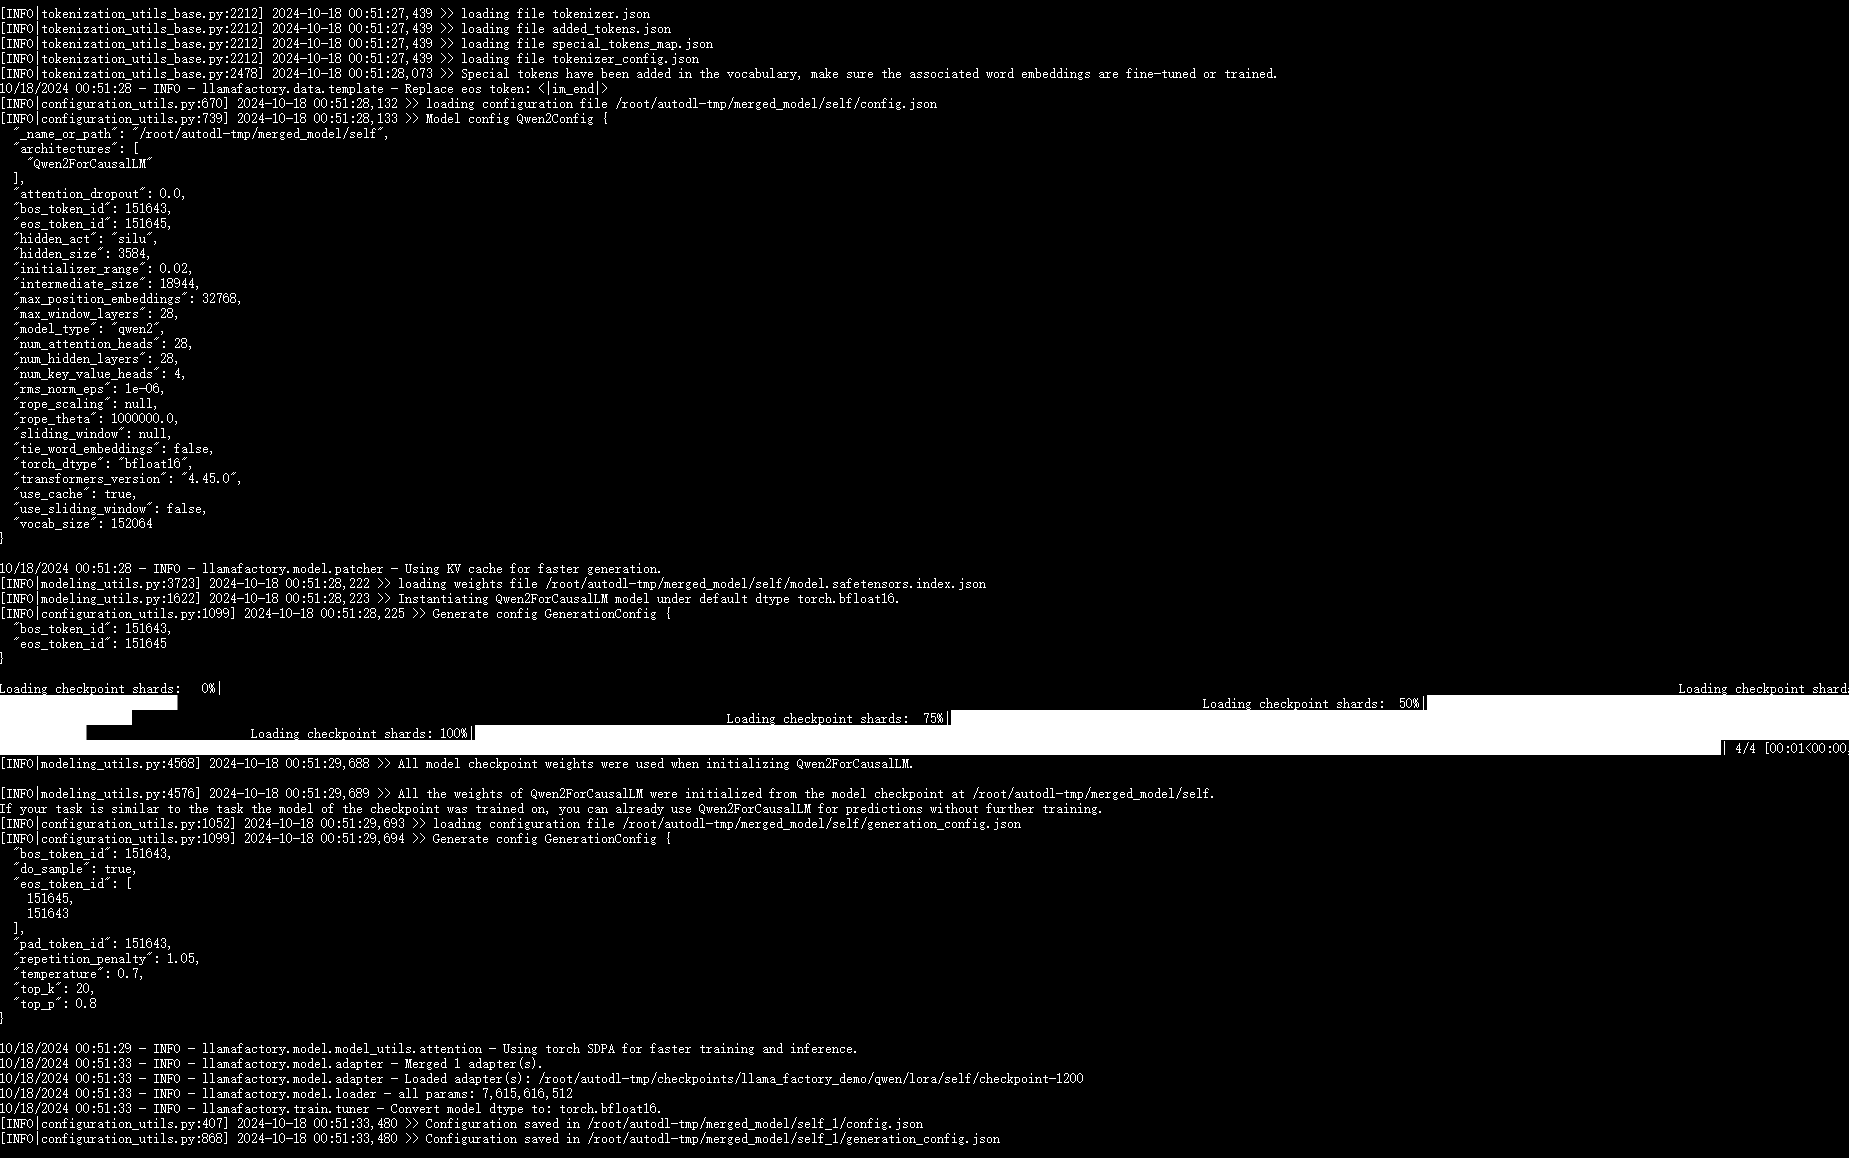 [INFO|tokenization_utils_base.py:2212] 2024-10-18 00:51:27,439 >> loading file tokenizer.json
[INFO|tokenization_utils_base.py:2212] 2024-10-18 00:51:27,439 >> loading file added_tokens.json
[INFO|tokenization_utils_base.py:2212] 2024-10-18 00:51:27,439 >> loading file special_tokens_map.json
[INFO|tokenization_utils_base.py:2212] 2024-10-18 00:51:27,439 >> loading file tokenizer_config.json
[INFO|tokenization_utils_base.py:2478] 2024-10-18 00:51:28,073 >> Special tokens have been added in the vocabulary, make sure the associated word embeddings are fine-tuned or trained.
10/18/2024 00:51:28 - INFO - llamafactory.data.template - Replace eos token: <|im_end|>
[INFO|configuration_utils.py:670] 2024-10-18 00:51:28,132 >> loading configuration file /root/autodl-tmp/merged_model/self/config.json
[INFO|configuration_utils.py:739] 2024-10-18 00:51:28,133 >> Model config Qwen2Config {
  "_name_or_path": "/root/autodl-tmp/merged_model/self",
  "architectures": [
    "Qwen2ForCausalLM"
  ],
  "attention_dropout": 0.0,
  "bos_token_id": 151643,
  "eos_token_id": 151645,
  "hidden_act": "silu",
  "hidden_size": 3584,
  "initializer_range": 0.02,
  "intermediate_size": 18944,
  "max_position_embeddings": 32768,
  "max_window_layers": 28,
  "model_type": "qwen2",
  "num_attention_heads": 28,
  "num_hidden_layers": 28,
  "num_key_value_heads": 4,
  "rms_norm_eps": 1e-06,
  "rope_scaling": null,
  "rope_theta": 1000000.0,
  "sliding_window": null,
  "tie_word_embeddings": false,
  "torch_dtype": "bfloat16",
  "transformers_version": "4.45.0",
  "use_cache": true,
  "use_sliding_window": false,
  "vocab_size": 152064
}
10/18/2024 00:51:28 - INFO - llamafactory.model.patcher - Using KV cache for faster generation.
[INFO|modeling_utils.py:3723] 2024-10-18 00:51:28,222 >> loading weights file /root/autodl-tmp/merged_model/self/model.safetensors.index.json
[INFO|modeling_utils.py:1622] 2024-10-18 00:51:28,223 >> Instantiating Qwen2ForCausalLM model under default dtype torch.bfloat16.
[INFO|configuration_utils.py:1099] 2024-10-18 00:51:28,225 >> Generate config GenerationConfig {
  "bos_token_id": 151643,
  "eos_token_id": 151645
}
Loading checkpoint shards:   0%| Loading checkpoint shard
Loading checkpoint shards:  50%|
Loading checkpoint shards:  75%|
Loading checkpoint shards: 100%|
| 4/4 [00:01<00:00,
[INFO|modeling_utils.py:4568] 2024-10-18 00:51:29,688 >> All model checkpoint weights were used when initializing Qwen2ForCausalLM.
[INFO|modeling_utils.py:4576] 2024-10-18 00:51:29,689 >> All the weights of Qwen2ForCausalLM were initialized from the model checkpoint at /root/autodl-tmp/merged_model/self.
If your task is similar to the task the model of the checkpoint was trained on, you can already use Qwen2ForCausalLM for predictions without further training.
[INFO|configuration_utils.py:1052] 2024-10-18 00:51:29,693 >> loading configuration file /root/autodl-tmp/merged_model/self/generation_config.json
[INFO|configuration_utils.py:1099] 2024-10-18 00:51:29,694 >> Generate config GenerationConfig {
  "bos_token_id": 151643,
  "do_sample": true,
  "eos_token_id": [
    151645,
    151643
  ],
  "pad_token_id": 151643,
  "repetition_penalty": 1.05,
  "temperature": 0.7,
  "top_k": 20,
  "top_p": 0.8
}
10/18/2024 00:51:29 - INFO - llamafactory.model.model_utils.attention - Using torch SDPA for faster training and inference.
10/18/2024 00:51:33 - INFO - llamafactory.model.adapter - Merged 1 adapter(s).
10/18/2024 00:51:33 - INFO - llamafactory.model.adapter - Loaded adapter(s): /root/autodl-tmp/checkpoints/llama_factory_demo/qwen/lora/self/checkpoint-1200
10/18/2024 00:51:33 - INFO - llamafactory.model.loader - all params: 7,615,616,512
10/18/2024 00:51:33 - INFO - llamafactory.train.tuner - Convert model dtype to: torch.bfloat16.
[INFO|configuration_utils.py:407] 2024-10-18 00:51:33,480 >> Configuration saved in /root/autodl-tmp/merged_model/self_1/config.json
[INFO|configuration_utils.py:868] 2024-10-18 00:51:33,480 >> Configuration saved in /root/autodl-tmp/merged_model/self_1/generation_config.json